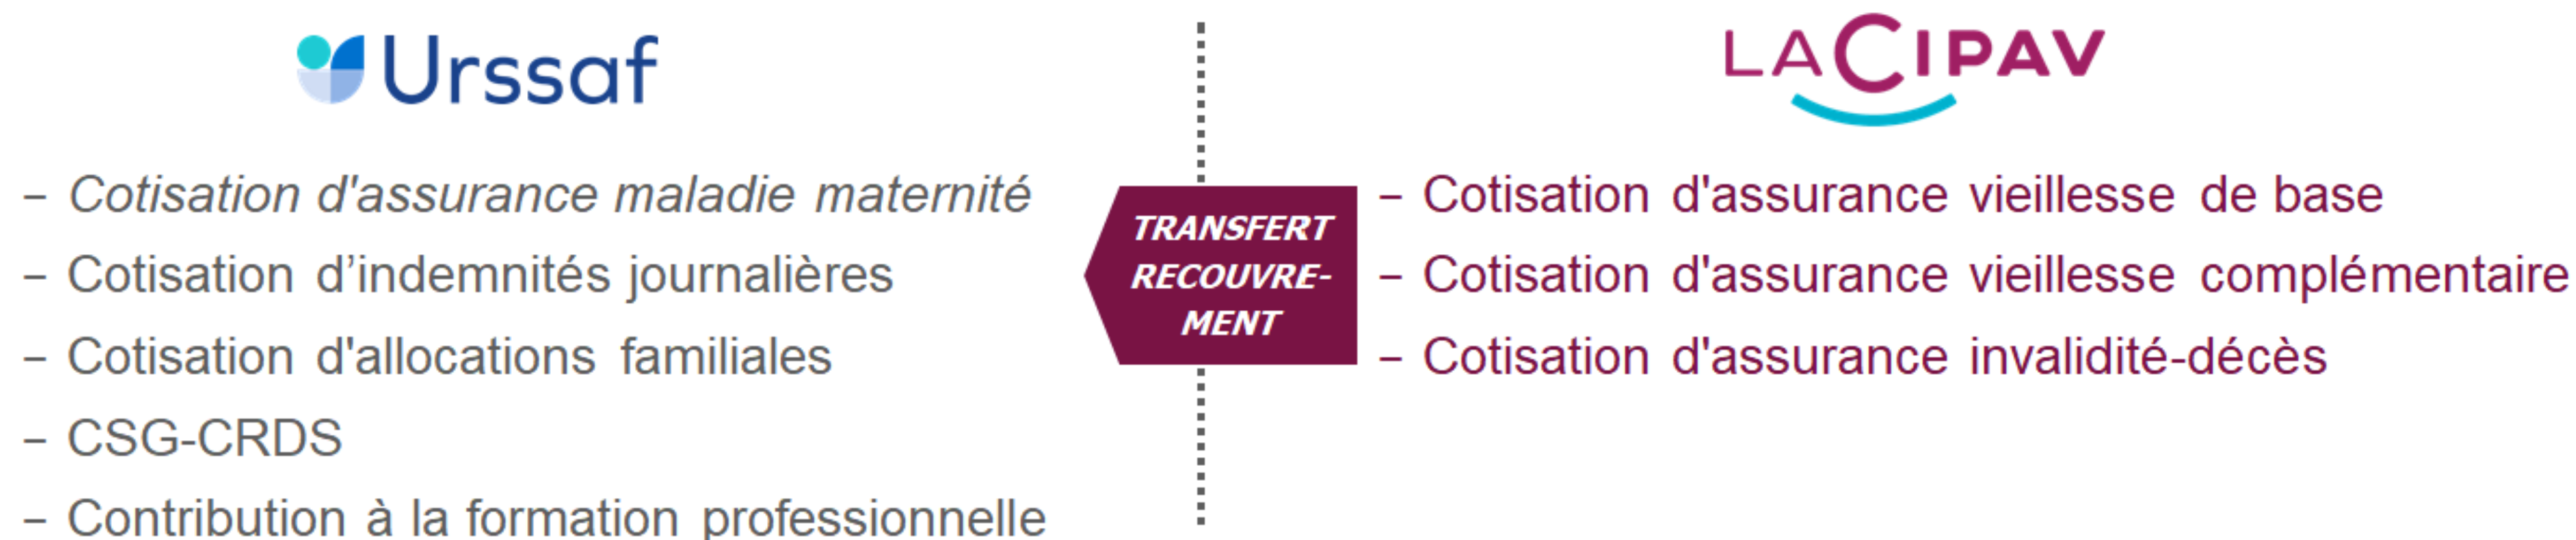 Urssaf
– Cotisation d'assurance maladie maternité
– Cotisation d’indemnités journalières
– Cotisation d'allocations familiales
– CSG-CRDS
– Contribution à la formation professionnelle
TRANSFERT
RECOUVRE-
MENT
LACIPAV
– Cotisation d'assurance vieillesse de base
– Cotisation d'assurance vieillesse complémentaire
– Cotisation d'assurance invalidité-décès